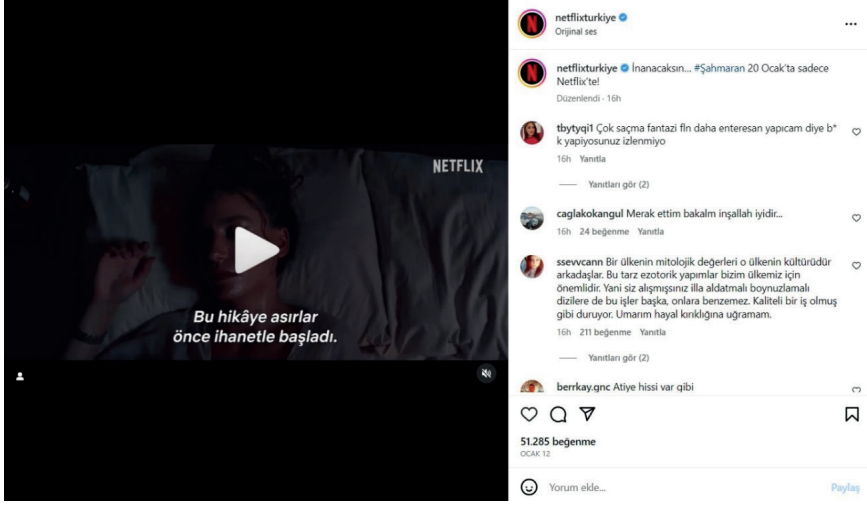 NETFLIX
Bu hikâye asırlar
önce ihanetle başladı.
netflixturkiye
Orijinal ses
netflixturkiye İnanacaksın... #Şahmaran 20 Ocak'ta sadece
Netflix'te!
Düzenlendi · 16h
tbytyqi1 Çok saçma fantazi fln daha enteresan yapıcam diye b*
k yapiyosunuz izlenmiyo
16h Yanıtla
Yanıtları gör (2)
caglakokangul Merak ettim bakalm inşallah iyidir...
16h 24 beğenme Yanıtla
ssevvcann Bir ülkenin mitolojik değerleri o ülkenin kültürüdür
arkadaşlar. Bu tarz ezotorik yapımlar bizim ülkemiz için
önemlidir. Yani siz alışmışsınız illa aldatmalı boynuzlamalı
dizilere de bu işler başka, onlara benzemez. Kaliteli bir iş olmuş
gibi duruyor. Umarım hayal kırıklığına uğramam.
16h 211 beğenme Yanıtla
Yanıtları gör (2)
berrkay.gnc Atiye hissi var gibi
51.285 beğenme
OCAK 12
Yorum ekle...
Paylaş